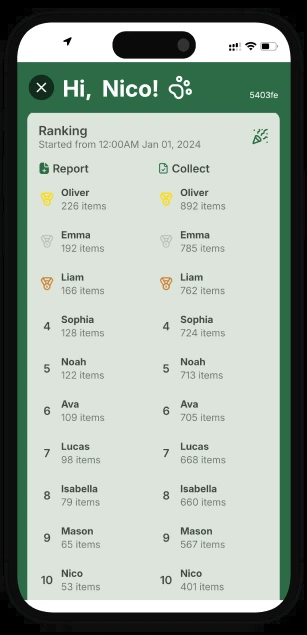 Hi, Nico!
5403fe
Ranking
Started from 12:00AM Jan 01, 2024
Report
Collect
Oliver
226 items
Oliver
892 items
Emma
192 items
Emma
785 items
Liam
166 items
Liam
762 items
4 Sophia
128 items
4 Sophia
724 items
5 Noah
122 items
5 Noah
713 items
6 Ava
109 items
6 Ava
705 items
7 Lucas
98 items
7 Lucas
668 items
8 Isabella
79 items
8 Isabella
660 items
9 Mason
65 items
9 Mason
567 items
10 Nico
53 items
10 Nico
401 items